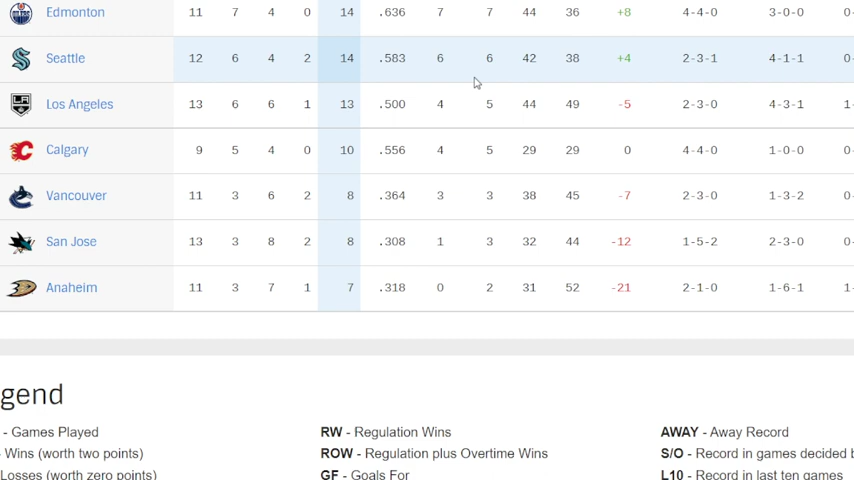 Edmonton 11 7 4 0 14 .636 7 7 44 36 +8 4-4-0 3-0-0 0-
Seattle 12 6 4 2 14 .583 6 6 42 38 +4 2-3-1 4-1-1 0-
Los Angeles 13 6 6 1 13 .500 4 5 44 49 -5 2-3-0 4-3-1 1-
Calgary 9 5 4 0 10 .556 4 5 29 29 0 4-4-0 1-0-0 0-
Vancouver 11 3 6 2 8 .364 3 3 38 45 -7 2-3-0 1-3-2 0-
San Jose 13 3 8 2 8 .308 1 3 32 44 -12 1-5-2 2-3-0 0-
Anaheim 11 3 7 1 7 .318 0 2 31 52 -21 2-1-0 1-6-1 1-
gend
- Games Played RW - Regulation Wins AWAY - Away Record
- Wins (worth two points) ROW - Regulation plus Overtime Wins S/O - Record in games decided b
Losses (worth zero points) GF - Goals For L10 - Record in last ten games